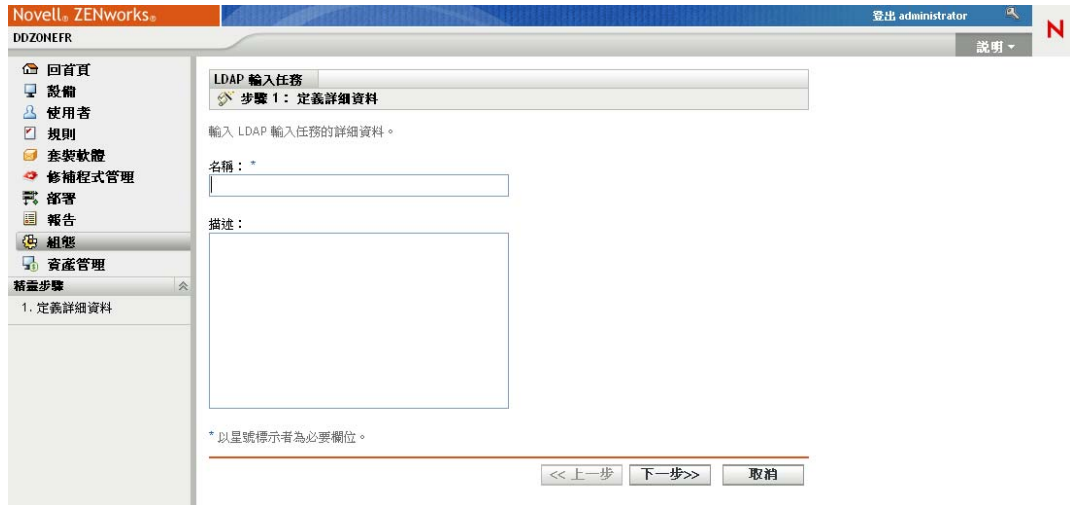 Novell® ZENworks®
登出 administrator
N
DDZONEFR
説明
回首頁
設備
使用者
規則
套裝軟體
修補程式管理
部署
報告
組態
資產管理
精靈步驟
1. 定義詳細資料
LDAP 輸入任務
步驟 1: 定義詳細資料
輸入 LDAP 輸入任務的詳細資料。
名稱: *
描述:
* 以星號標示者為必要欄位。
<< 上一步
下一步>>
取消